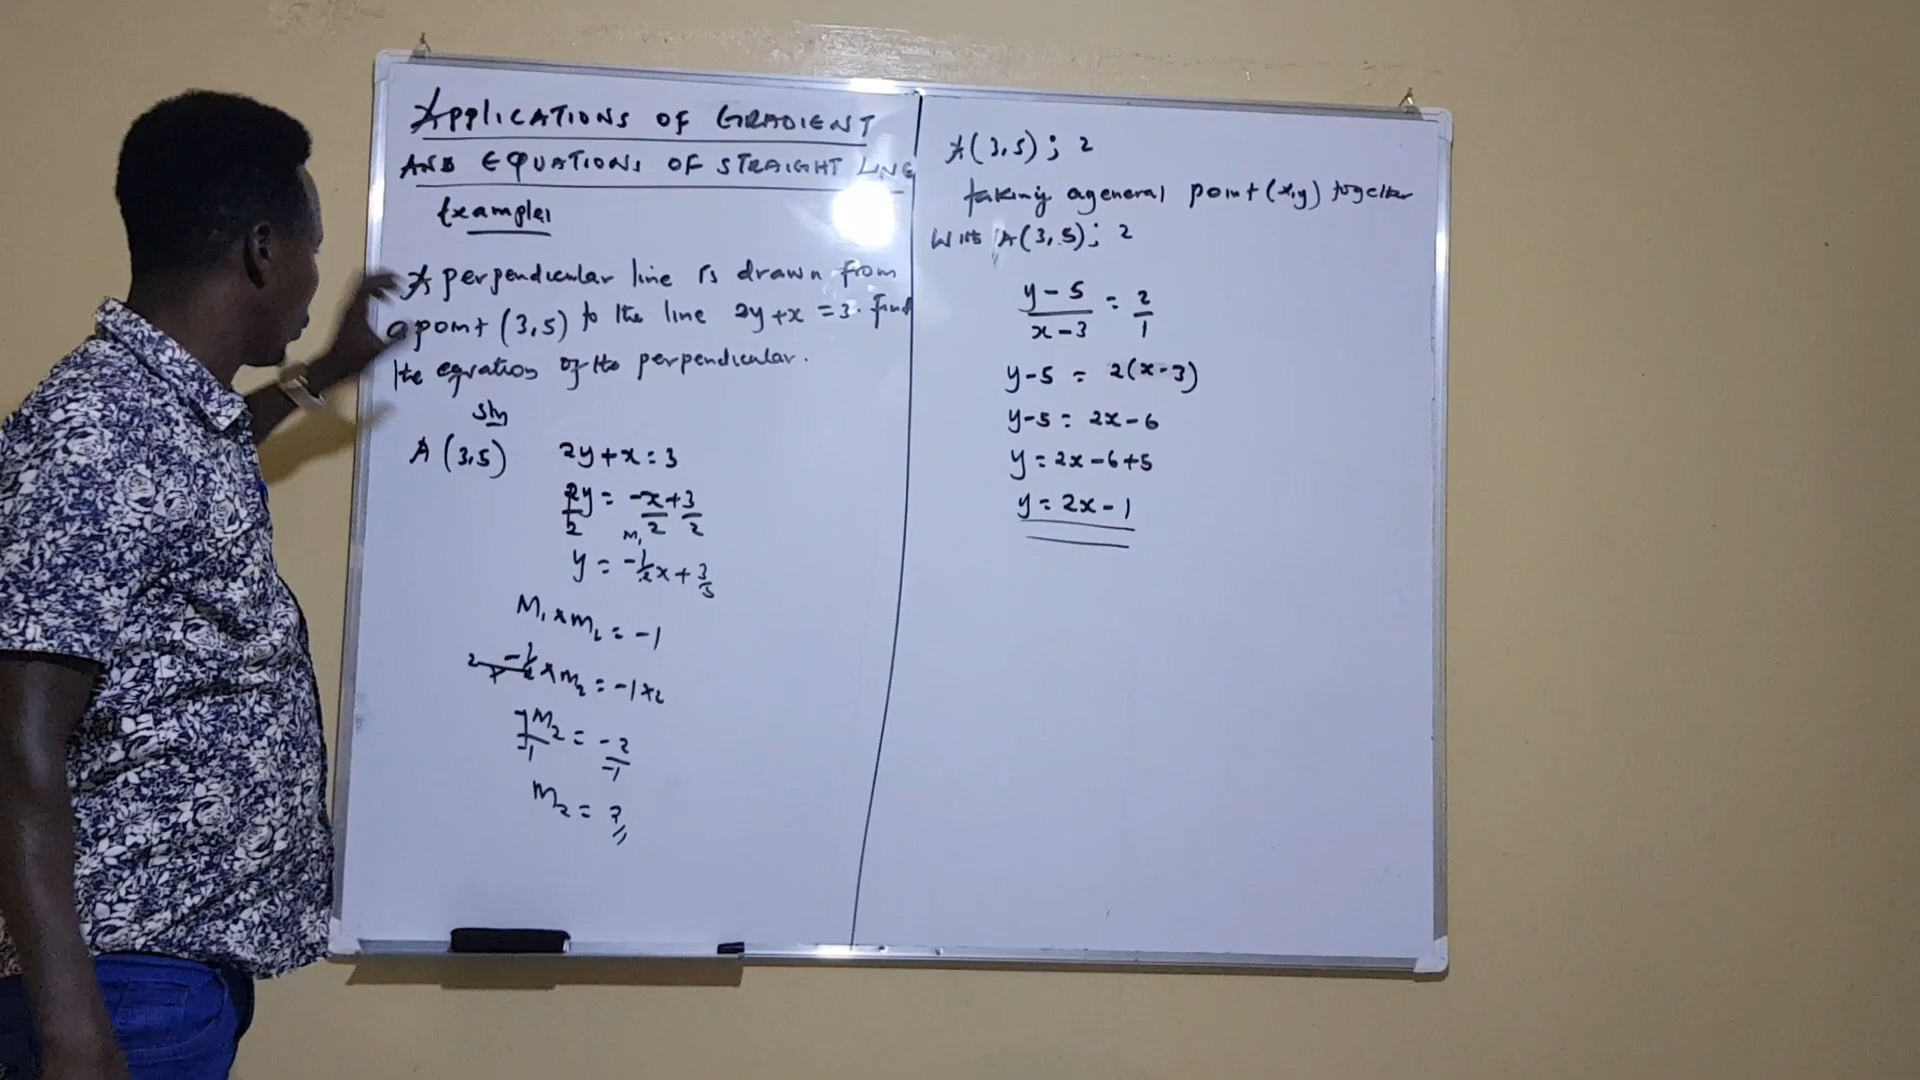 APPLICATIONS OF GRADIENT
AND EQUATIONS OF STRAIGHT LINE
Examples
A perpendicular line is drawn from
a point (3,5) to the line 2y+x=3. Find
the equation of the perpendicular.
Sln
A(3,5) 2y+x=3
2y/2 = -x/2+3/2
M₁
y = -1/2x+3/3
M₁×m₂=-1
2 -1/2×m₂=-1×2
-1M₂/-1 = -2/-1
M₂=2
A(3,5); 2
taking a general point (x,y) together
With A(3,5); 2
y-5/x-3 = 2/1
y-5 = 2(x-3)
y-5= 2x-6
y=2x-6+5
y=2x-1